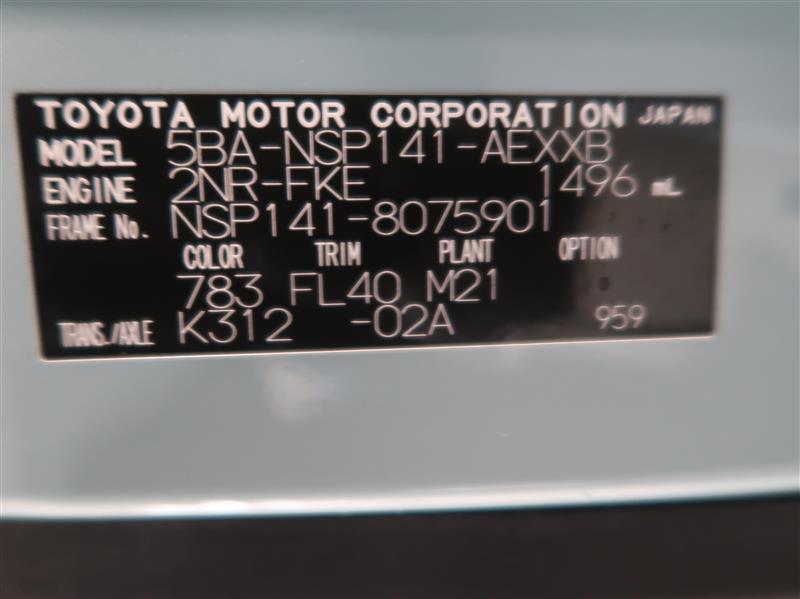 TOYOTA MOTOR CORPORATION JAPAN
MODEL 5BA-NSP141-AEXXB
ENGINE 2NR-FKE 1496 mL
FRAME No. NSP141-8075901
COLOR TRIM PLANT OPTION
783 FL40 M21
TRANS./AXLE K312 -02A 959